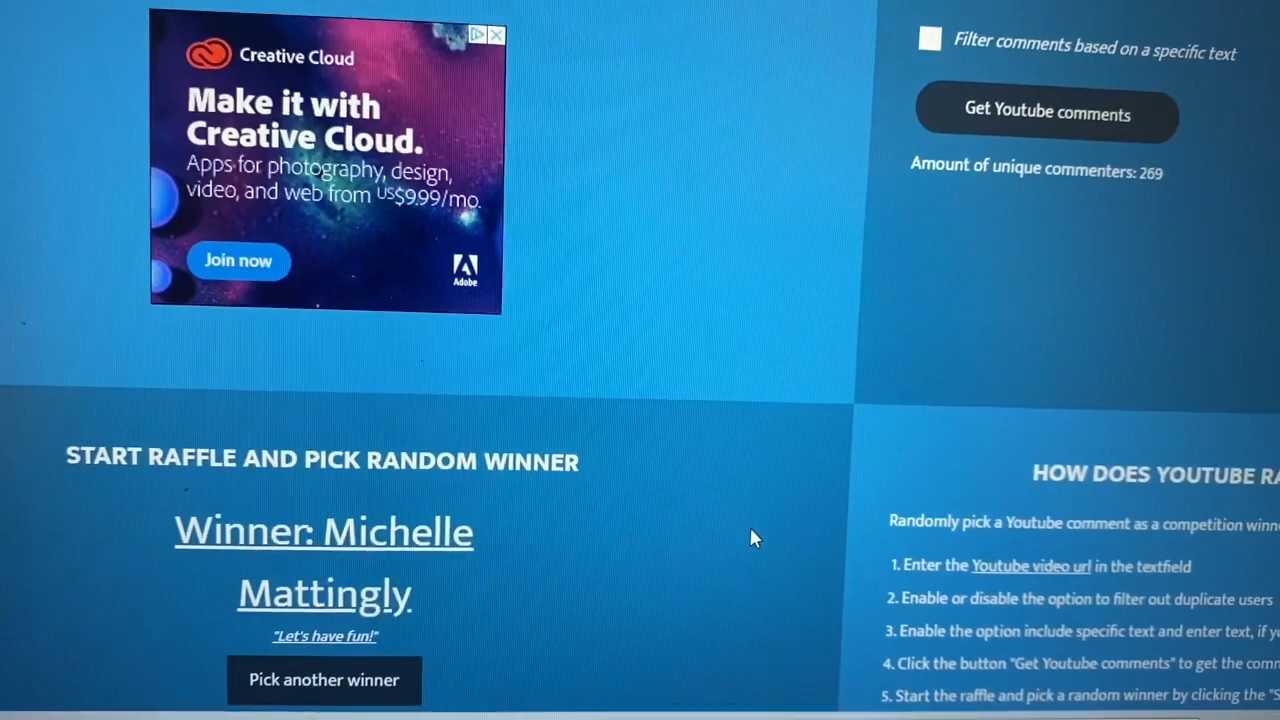 Creative Cloud
Make it with
Creative Cloud.
Apps for photography, design,
video, and web from US$9.99/mo.
Join now
Adobe
Filter comments based on a specific text
Get Youtube comments
Amount of unique commenters: 269
START RAFFLE AND PICK RANDOM WINNER
Winner: Michelle
Mattingly
"Let's have fun!"
Pick another winner
HOW DOES YOUTUBE
Randomly pick a Youtube comment as a competition
1. Enter the Youtube video url in the textfield
2. Enable or disable the option to filter out duplicate users
3. Enable the option include specific text and enter text, if
4. Click the button "Get Youtube comments" to get the
5. Start the raffle and pick a random winner by clicking the